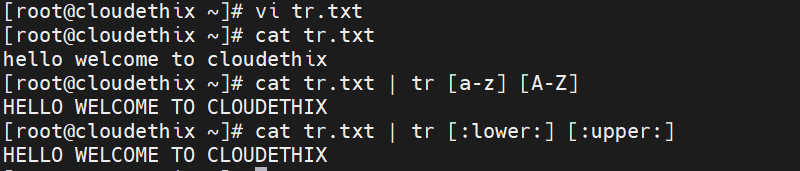 [root@cloudethix ~]# vi tr.txt
[root@cloudethix ~]# cat tr.txt
hello welcome to cloudethix
[root@cloudethix ~]# cat tr.txt | tr [a-z] [A-Z]
HELLO WELCOME TO CLOUDETHIX
[root@cloudethix ~]# cat tr.txt | tr [:lower:] [:upper:]
HELLO WELCOME TO CLOUDETHIX